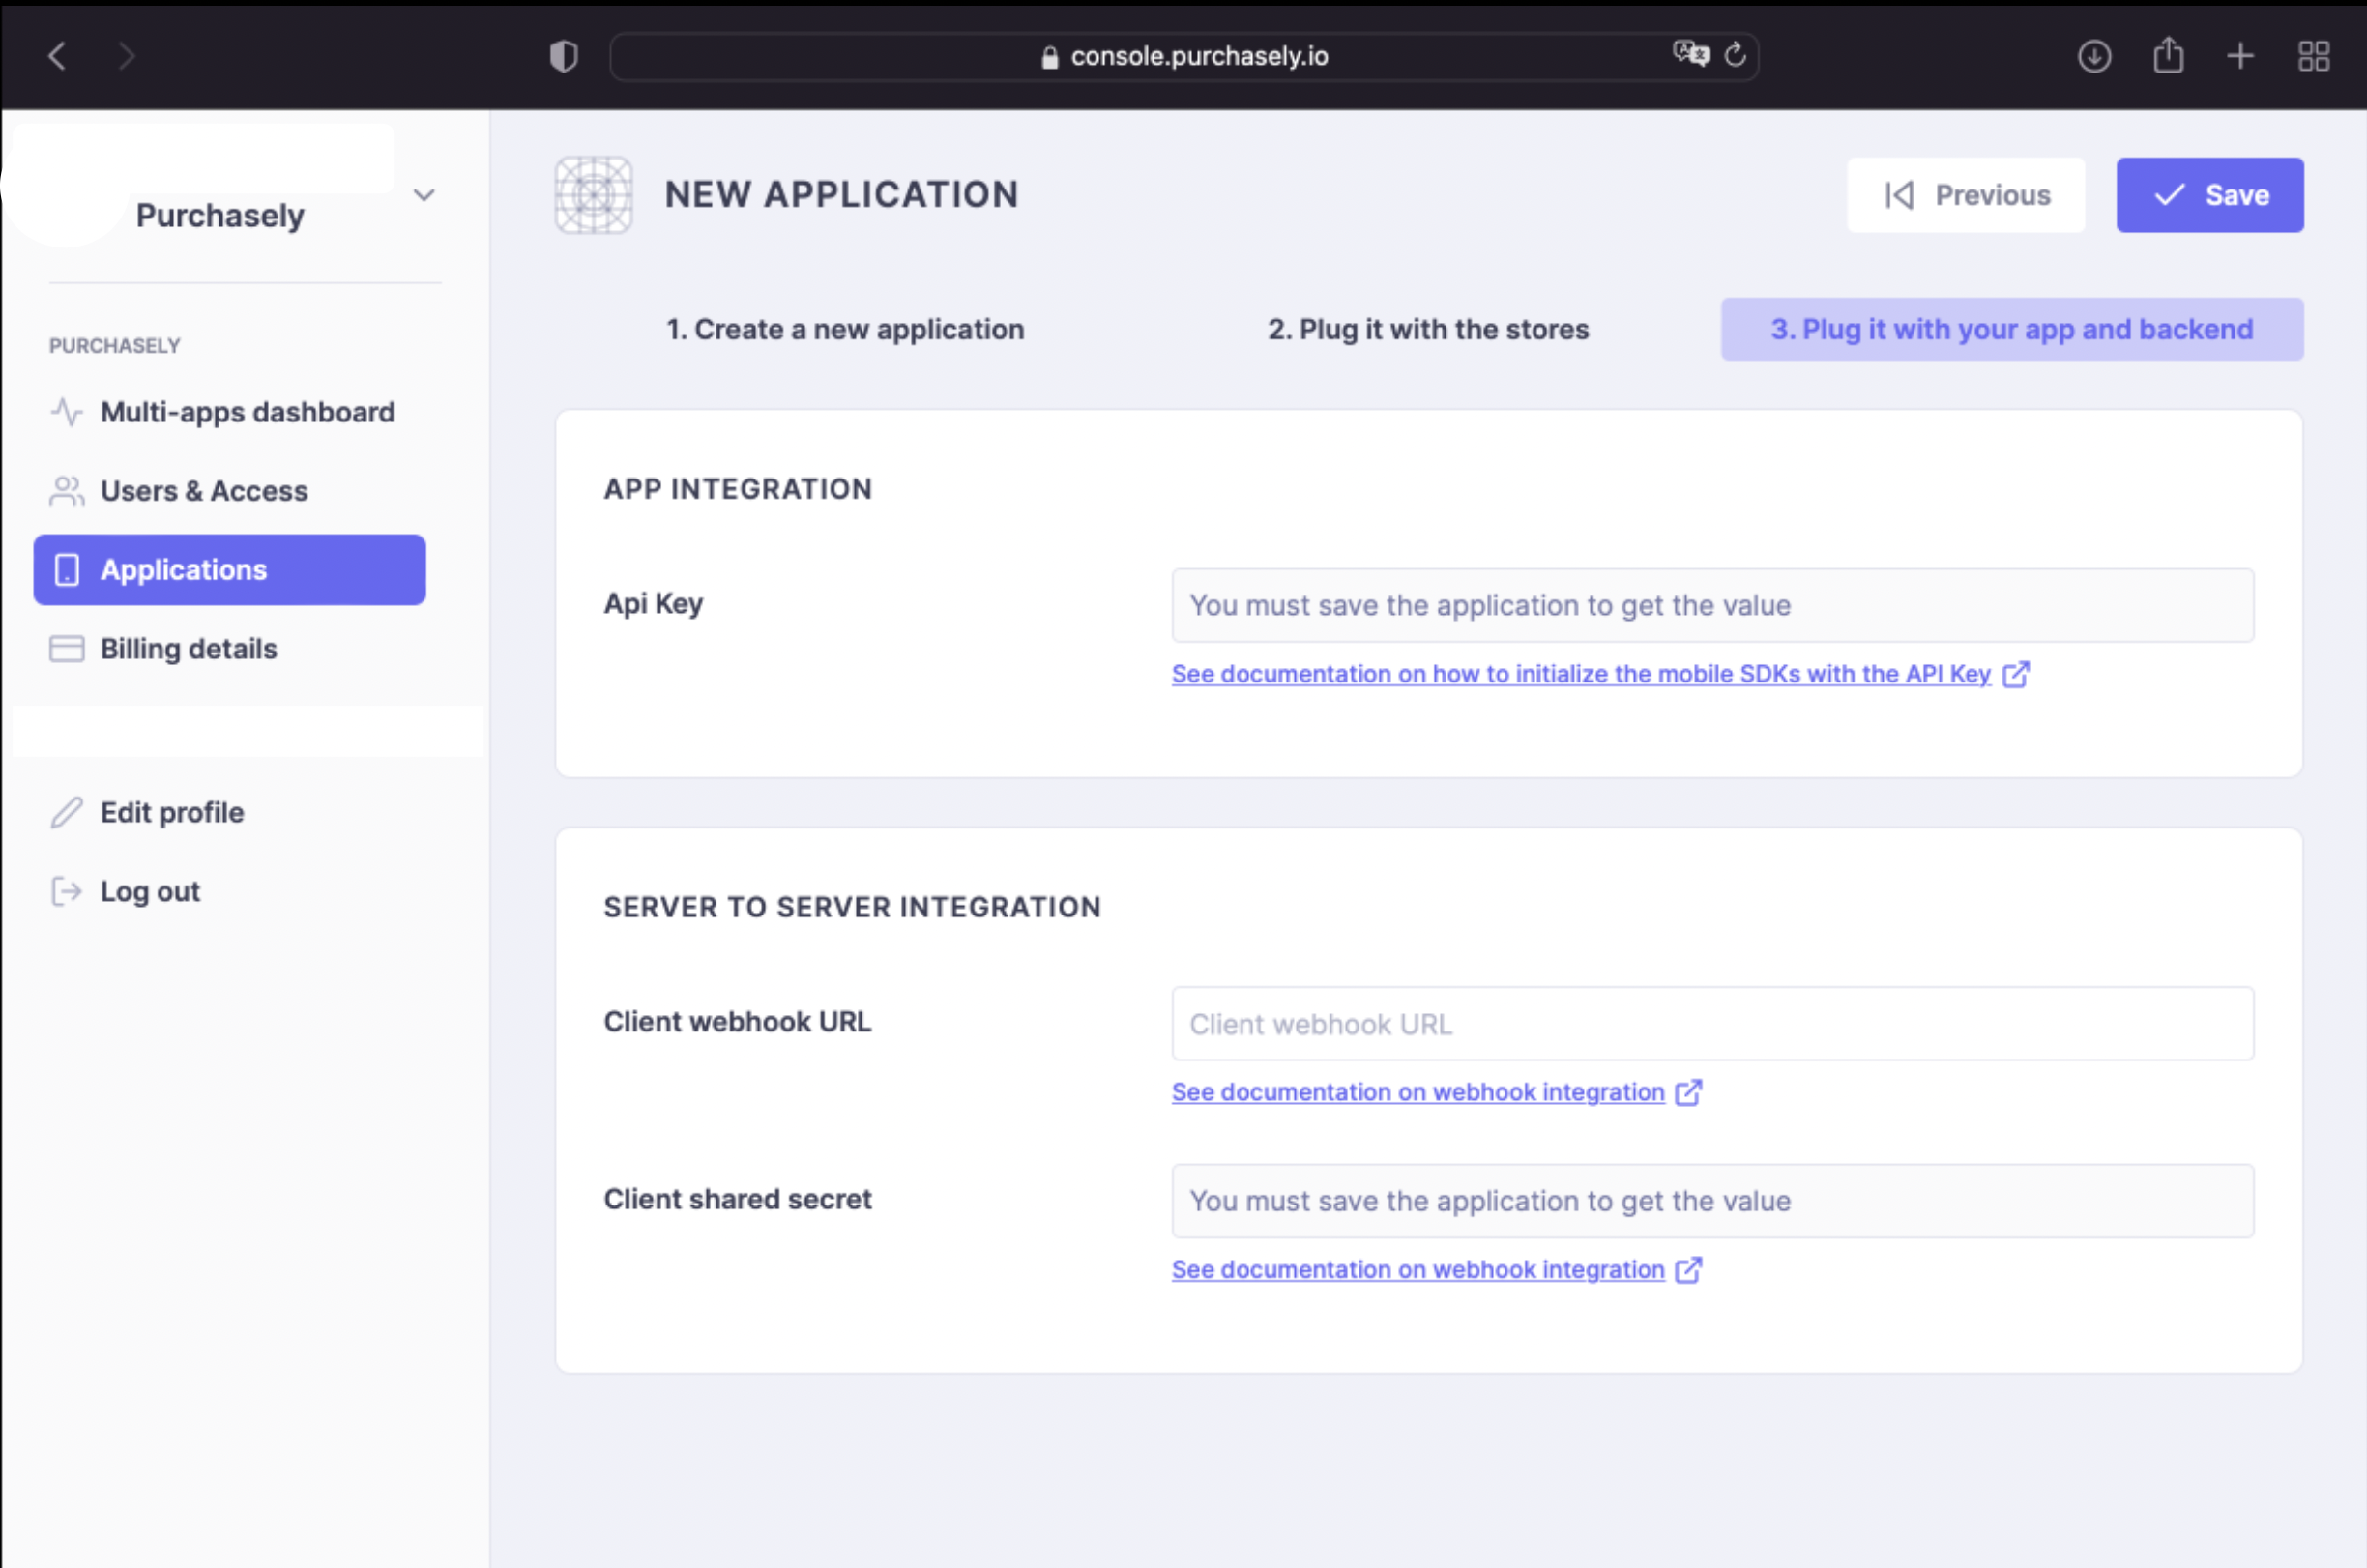 console.purchasely.io
Purchasely
PURCHASELY
Multi-apps dashboard
Users & Access
Applications
Billing details
Edit profile
Log out
NEW APPLICATION
Previous
Save
1. Create a new application
2. Plug it with the stores
3. Plug it with your app and backend
APP INTEGRATION
Api Key
You must save the application to get the value
See documentation on how to initialize the mobile SDKs with the API Key
SERVER TO SERVER INTEGRATION
Client webhook URL
Client webhook URL
See documentation on webhook integration
Client shared secret
You must save the application to get the value
See documentation on webhook integration